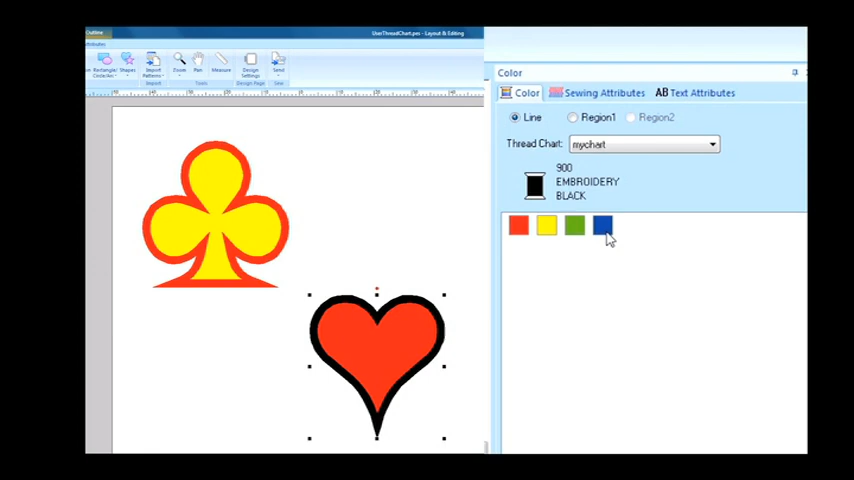 Outline
UserThreadChart.pes - Layout & Editing
Attributes
Rectangle Circle/Arc
Shapes
Import Patterns
Zoom
Pan
Measure
Design Settings
Send
Import
Tools
Design Page
Sew
Color
Color
Sewing Attributes
AB Text Attributes
Line
Region1
Region2
Thread Chart:
mychart
900
EMBROIDERY
BLACK